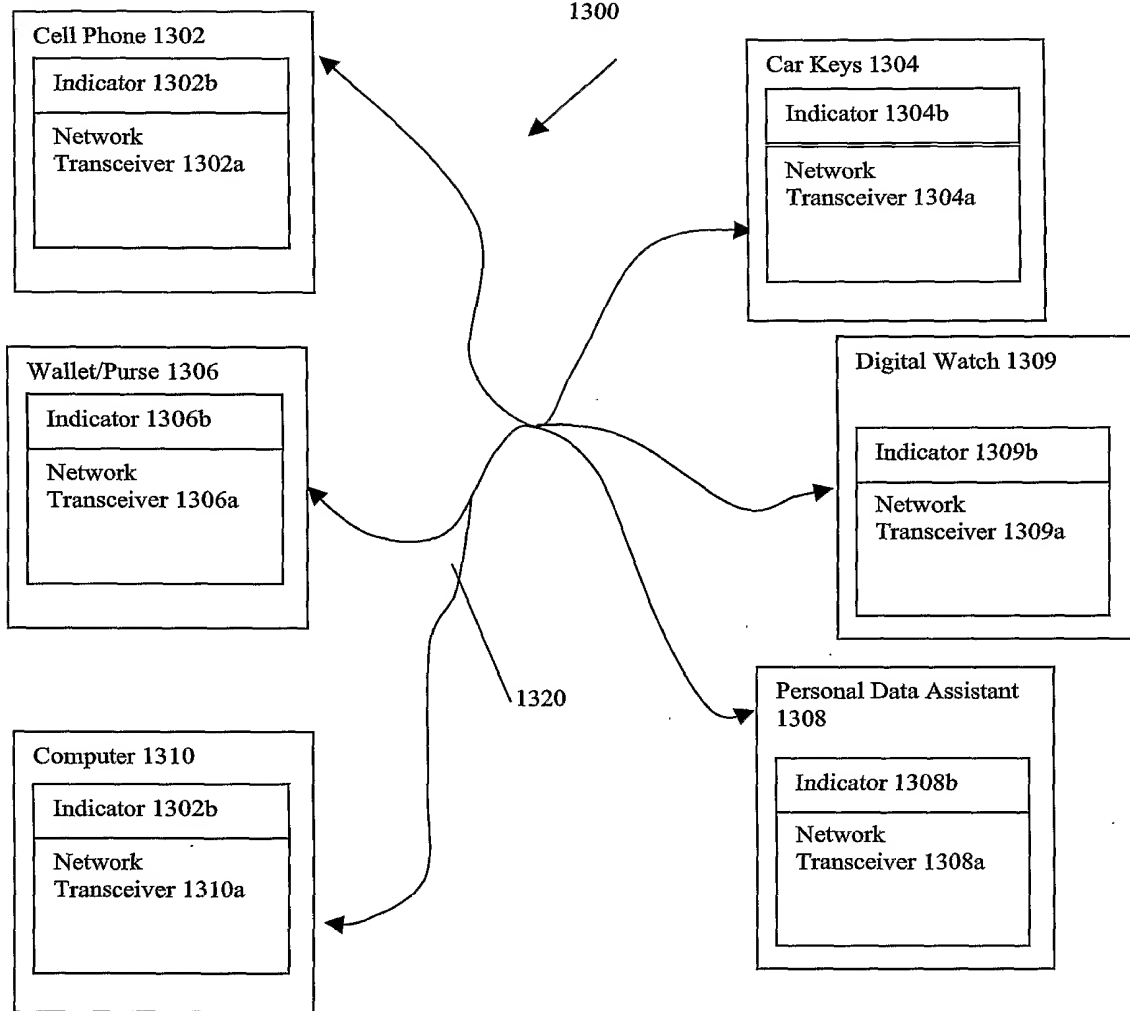 1300
Cell Phone 1302
Indicator 1302b
Network
Transceiver 1302a
Car Keys 1304
Indicator 1304b
Network
Transceiver 1304a
Wallet/Purse 1306
Indicator 1306b
Network
Transceiver 1306a
Digital Watch 1309
Indicator 1309b
Network
Transceiver 1309a
1320
Computer 1310
Indicator 1302b
Network
Transceiver 1310a
Personal Data Assistant
1308
Indicator 1308b
Network
Transceiver 1308a